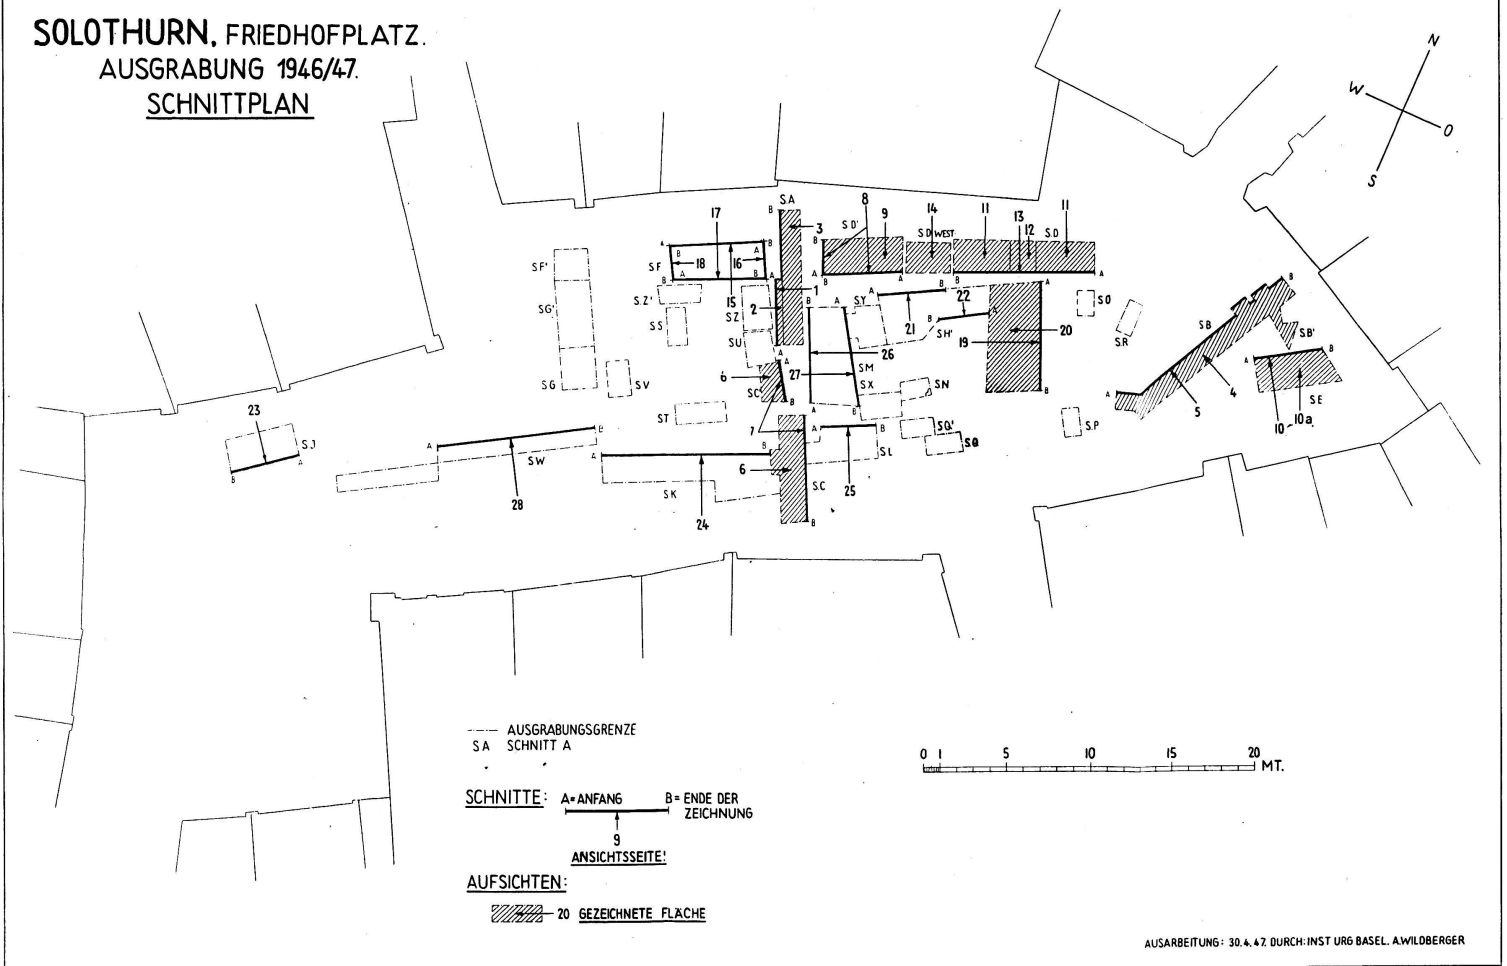 SOLOTHURN, FRIEDHOFPLATZ.
AUSGRABUNG 1946/47.
SCHNITTPLAN
N
W
O
S
S.A
B
3
17
A
B
A
B
S F
18
16
B
A
B
A
15
8
S D'
9
14
S D WEST
11
13
12
S.D
11
B
A
B
A
B
A
S F'
SG'
S.Z'
S S
S Z
2
1
S U
S G
S V
S T
6
S C
7
A
A
B
B
A
26
27
S M
S X
A
B
S.Y
A
B
21
22
B
A
S H'
19
20
A
B
S O
S.R
S.P
S N
S Q'
S Q
S B
S B'
B
A
4
5
A
B
10
10a
S E
23
S.J
A
B
A
B
S W
28
A
B
S K
24
6
S.C
B
A
B
S L
25
AUSGRABUNGSGRENZE
S A SCHNITT A
0 1 5 10 15 20 MT.
SCHNITTE: A=ANFANG B= ENDE DER
ZEICHNUNG
9
ANSICHTSSEITE!
AUFSICHTEN:
20 GEZEICHNETE FLÄCHE
AUSARBEITUNG: 30.4.47. DURCH: INST URG BASEL. A.WILDBERGER